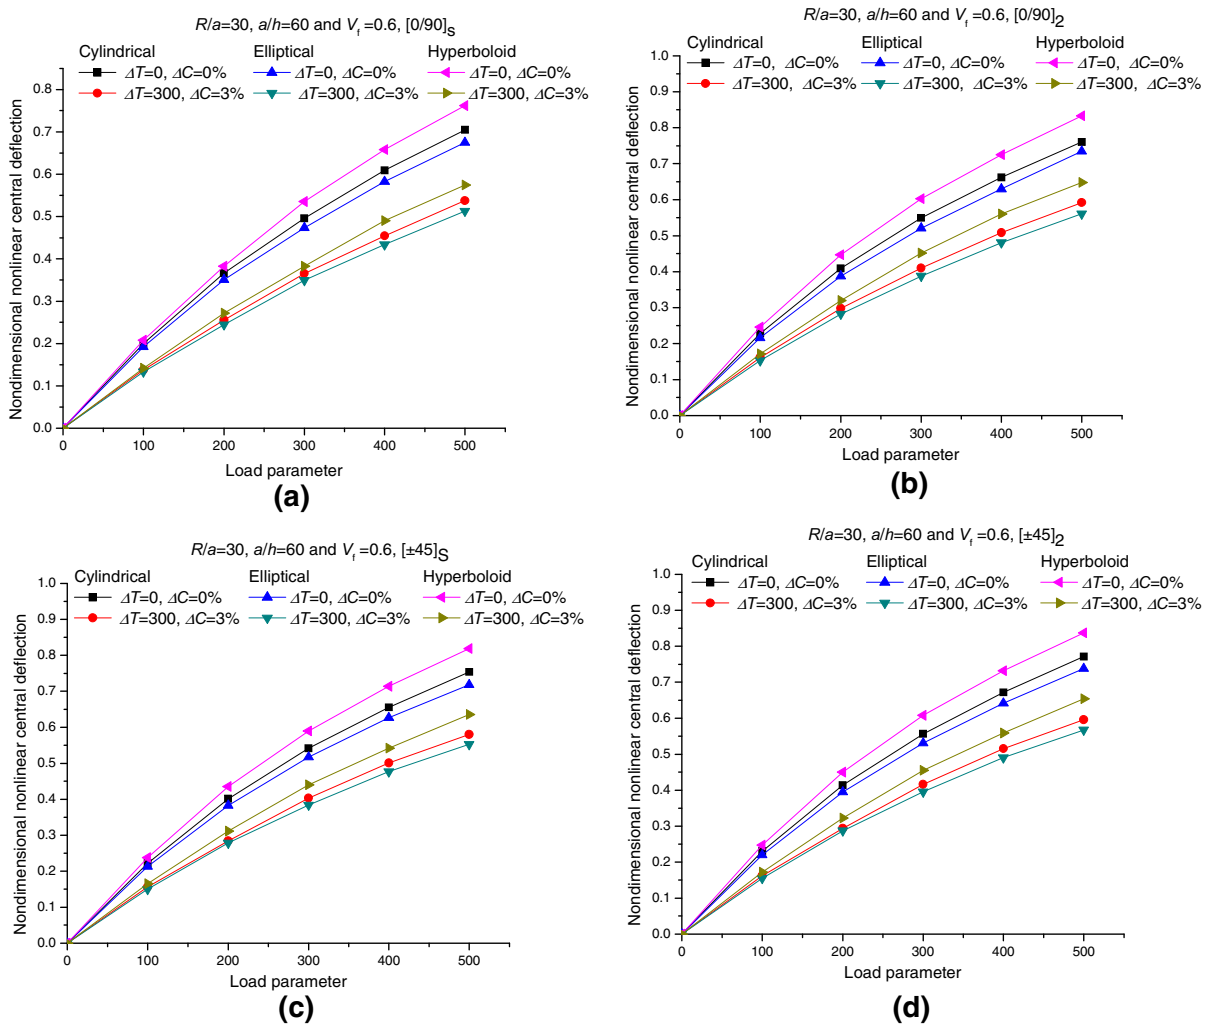 R/a=30, a/h=60 and Vf =0.6, [0/90]s
Cylindrical Elliptical Hyperboloid
ΔT=0, ΔC=0% ΔT=0, ΔC=0% ΔT=0, ΔC=0%
ΔT=300, ΔC=3% ΔT=300, ΔC=3% ΔT=300, ΔC=3%
Nondimensional nonlinear central deflection
0.8
0.7
0.6
0.5
0.4
0.3
0.2
0.1
0.0
0 100 200 300 400 500
Load parameter
(a)
R/a=30, a/h=60 and Vf =0.6, [0/90]2
Cylindrical Elliptical Hyperboloid
ΔT=0, ΔC=0% ΔT=0, ΔC=0% ΔT=0, ΔC=0%
ΔT=300, ΔC=3% ΔT=300, ΔC=3% ΔT=300, ΔC=3%
Nondimensional nonlinear central deflection
1.0
0.9
0.8
0.7
0.6
0.5
0.4
0.3
0.2
0.1
0.0
0 100 200 300 400 500
Load parameter
(b)
R/a=30, a/h=60 and Vf =0.6, [±45]S
Cylindrical Elliptical Hyperboloid
ΔT=0, ΔC=0% ΔT=0, ΔC=0% ΔT=0, ΔC=0%
ΔT=300, ΔC=3% ΔT=300, ΔC=3% ΔT=300, ΔC=3%
Nondimensional nonlinear central deflection
1.0
0.9
0.8
0.7
0.6
0.5
0.4
0.3
0.2
0.1
0.0
0 100 200 300 400 500
Load parameter
(c)
R/a=30, a/h=60 and Vf =0.6, [±45]2
Cylindrical Elliptical Hyperboloid
ΔT=0, ΔC=0% ΔT=0, ΔC=0% ΔT=0, ΔC=0%
ΔT=300, ΔC=3% ΔT=300, ΔC=3% ΔT=300, ΔC=3%
Nondimensional nonlinear central deflection
1.0
0.9
0.8
0.7
0.6
0.5
0.4
0.3
0.2
0.1
0.0
0 100 200 300 400 500
Load parameter
(d)